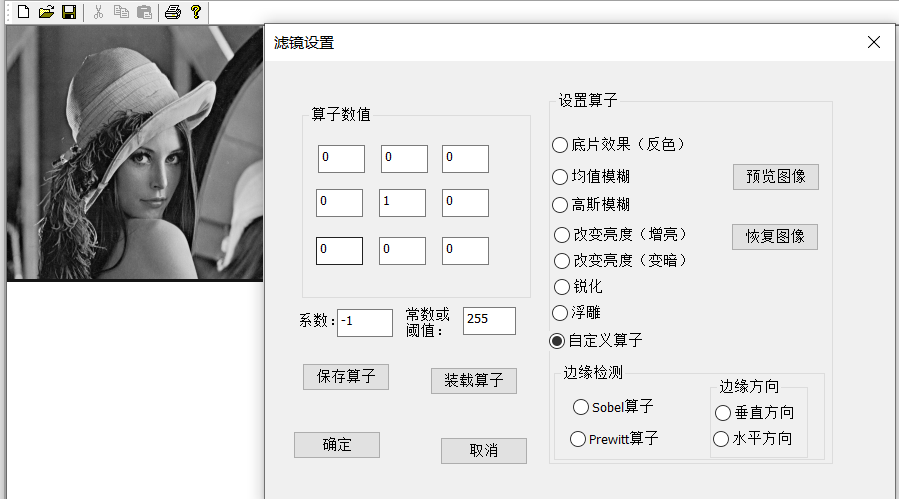 滤镜设置
算子数值
0 0 0
0 1 0
0 0 0
系数：-1
常数或
阈值： 255
保存算子 装载算子
确定 取消
设置算子
底片效果（反色）
均值模糊
高斯模糊
改变亮度（增亮）
改变亮度（变暗）
锐化
浮雕
自定义算子
预览图像
恢复图像
边缘检测
Sobel算子
Prewitt算子
边缘方向
垂直方向
水平方向